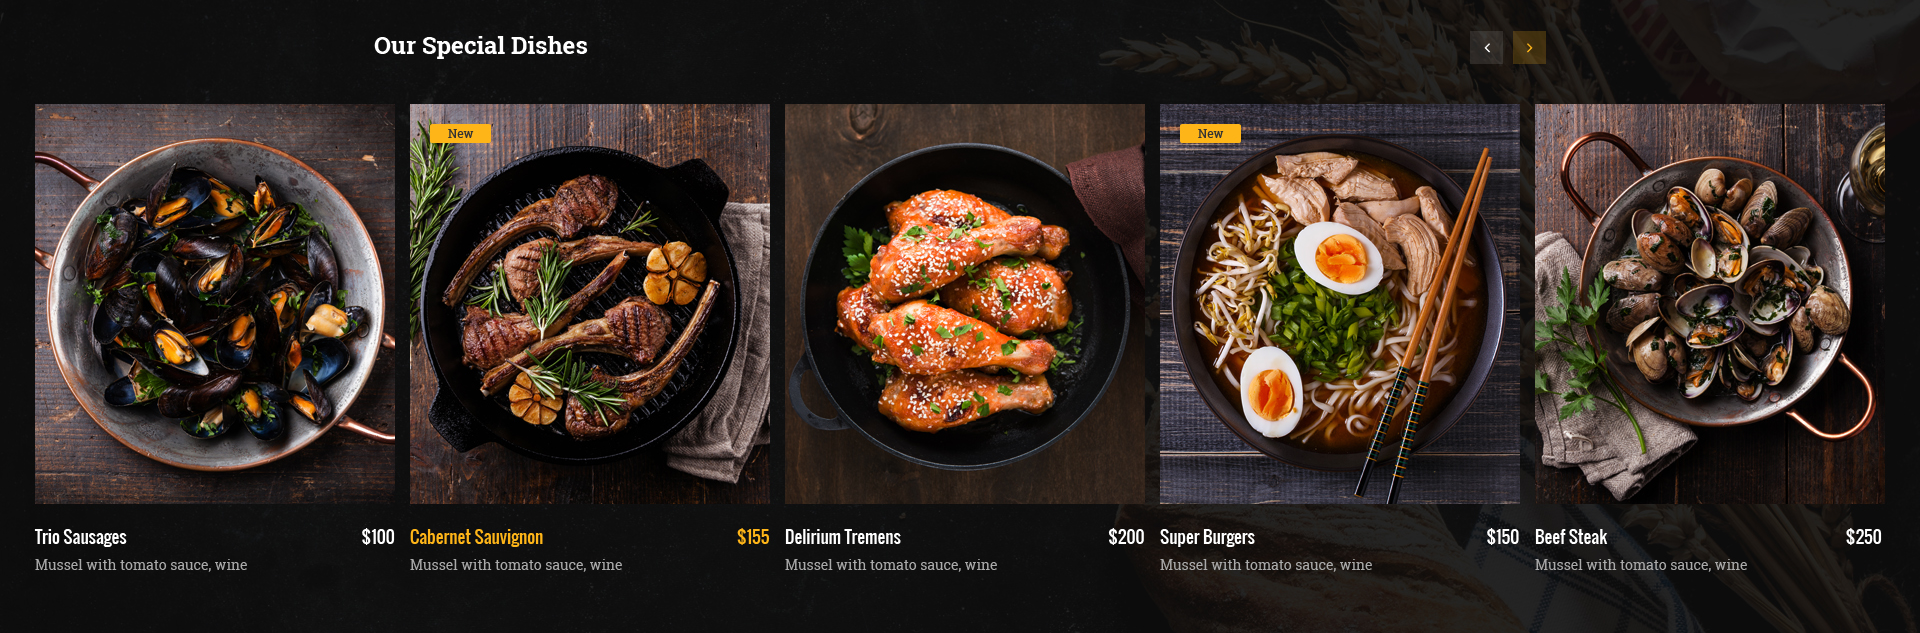 Our Special Dishes
New
New
Trio Sausages $100
Mussel with tomato sauce, wine
Cabernet Sauvignon $155
Mussel with tomato sauce, wine
Delirium Tremens $200
Mussel with tomato sauce, wine
Super Burgers $150
Mussel with tomato sauce, wine
Beef Steak $250
Mussel with tomato sauce, wine